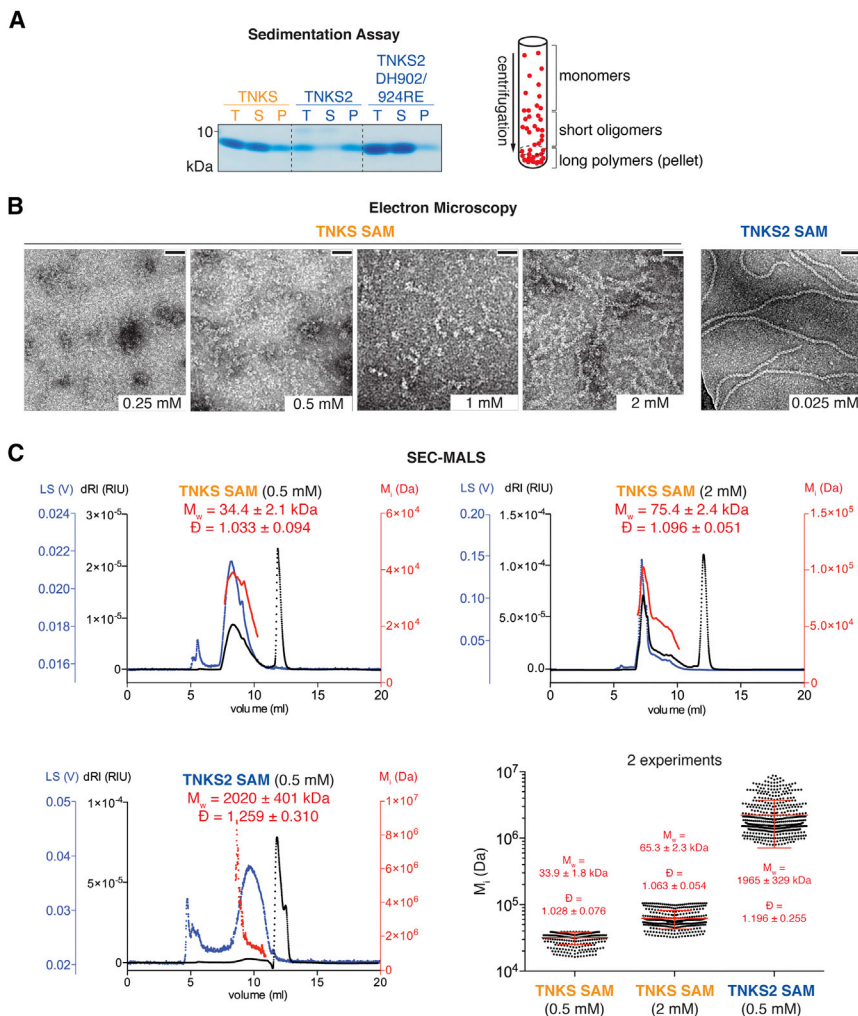 A
Sedimentation Assay
TNKS TNKS2 TNKS2 DH902/ 924RE
T S P T S P T S P
10
kDa
centrifugation
monomers
short oligomers
long polymers (pellet)
B
Electron Microscopy
TNKS SAM TNKS2 SAM
0.25 mM 0.5 mM 1 mM 2 mM 0.025 mM
C
SEC-MALS
LS (V) dRI (RIU) TNKS SAM (0.5 mM) Mi (Da)
Mw = 34.4 ± 2.1 kDa
Đ = 1.033 ± 0.094
0.024 3×10-5 6×104
0.022
2×10-5 4×104
0.020
1×10-5
0.018 2×104
0.016 0 0
0 5 10 15 20
volume (ml)
LS (V) dRI (RIU) TNKS SAM (2 mM) Mi (Da)
Mw = 75.4 ± 2.4 kDa
Đ = 1.096 ± 0.051
0.20 1.5×10-4 1.5×105
0.15
1.0×10-4 1.0×105
0.10
5.0×10-5 5.0×104
0.05
0.0 0
0 5 10 15 20
volume (ml)
LS (V) dRI (RIU) TNKS2 SAM (0.5 mM) Mi (Da)
Mw = 2020 ± 401 kDa
Đ = 1.259 ± 0.310
0.05 1×10-4 1×107
8×106
0.04
6×106
5×10-5
4×106
0.03
2×106
0.02 0 0
0 5 10 15 20
volume (ml)
2 experiments
107
106
105
104
Mi (Da)
Mw =
33.9 ± 1.8 kDa
Đ =
1.028 ± 0.076
Mw =
65.3 ± 2.3 kDa
Đ =
1.063 ± 0.054
Mw =
1965 ± 329 kDa
Đ =
1.196 ± 0.255
TNKS SAM TNKS SAM TNKS2 SAM
(0.5 mM) (2 mM) (0.5 mM)